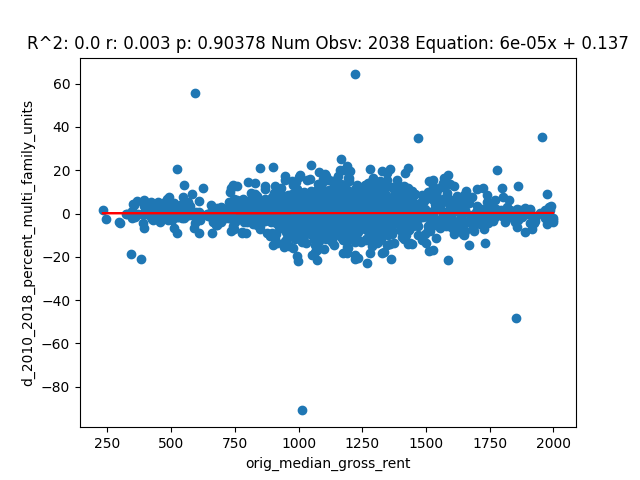 R^2: 0.0 r: 0.003 p: 0.90378 Num Obsv: 2038 Equation: 6e-05x + 0.137
d_2010_2018_percent_multi_family_units
60
40
20
0
−20
−40
−60
−80
250 500 750 1000 1250 1500 1750 2000
orig_median_gross_rent